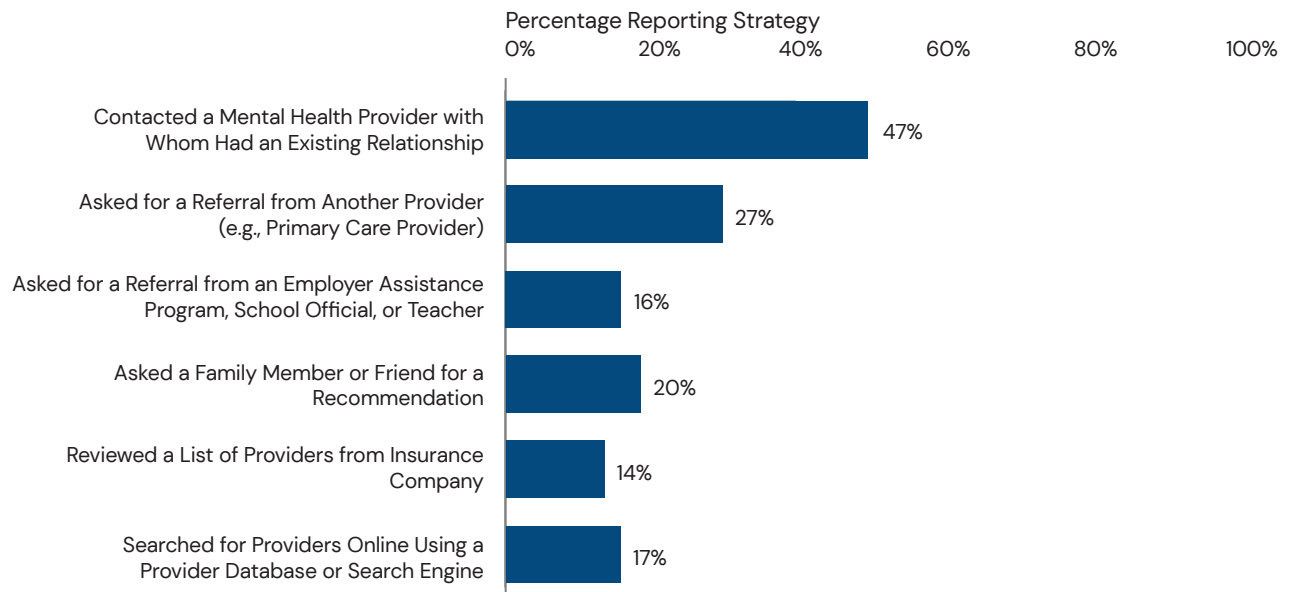 Percentage Reporting Strategy
0% 20% 40% 60% 80% 100%
Contacted a Mental Health Provider with
Whom Had an Existing Relationship
47%
Asked for a Referral from Another Provider
(e.g., Primary Care Provider)
27%
Asked for a Referral from an Employer Assistance
Program, School Official, or Teacher
16%
Asked a Family Member or Friend for a
Recommendation
20%
Reviewed a List of Providers from Insurance
Company
14%
Searched for Providers Online Using a
Provider Database or Search Engine
17%